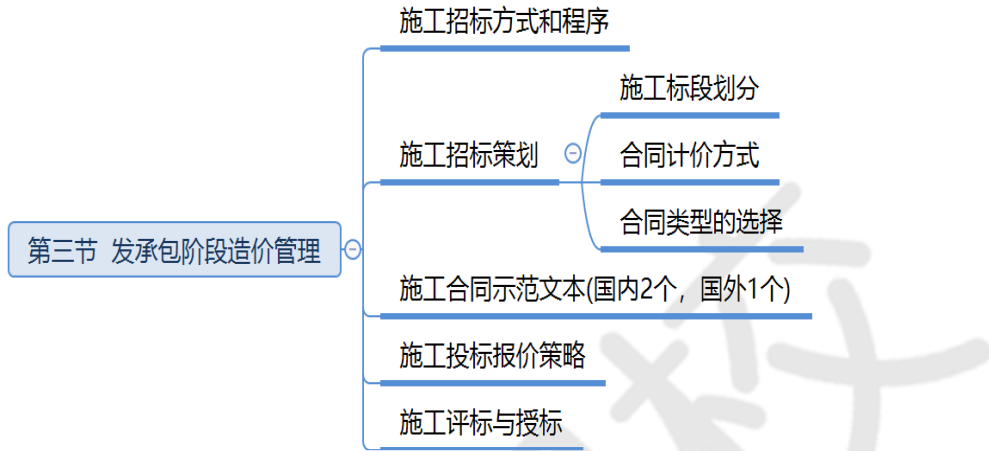 施工招标方式和程序
施工标段划分
施工招标策划
合同计价方式
合同类型的选择
第三节 发承包阶段造价管理
施工合同示范文本(国内2个，国外1个)
施工投标报价策略
施工评标与授标